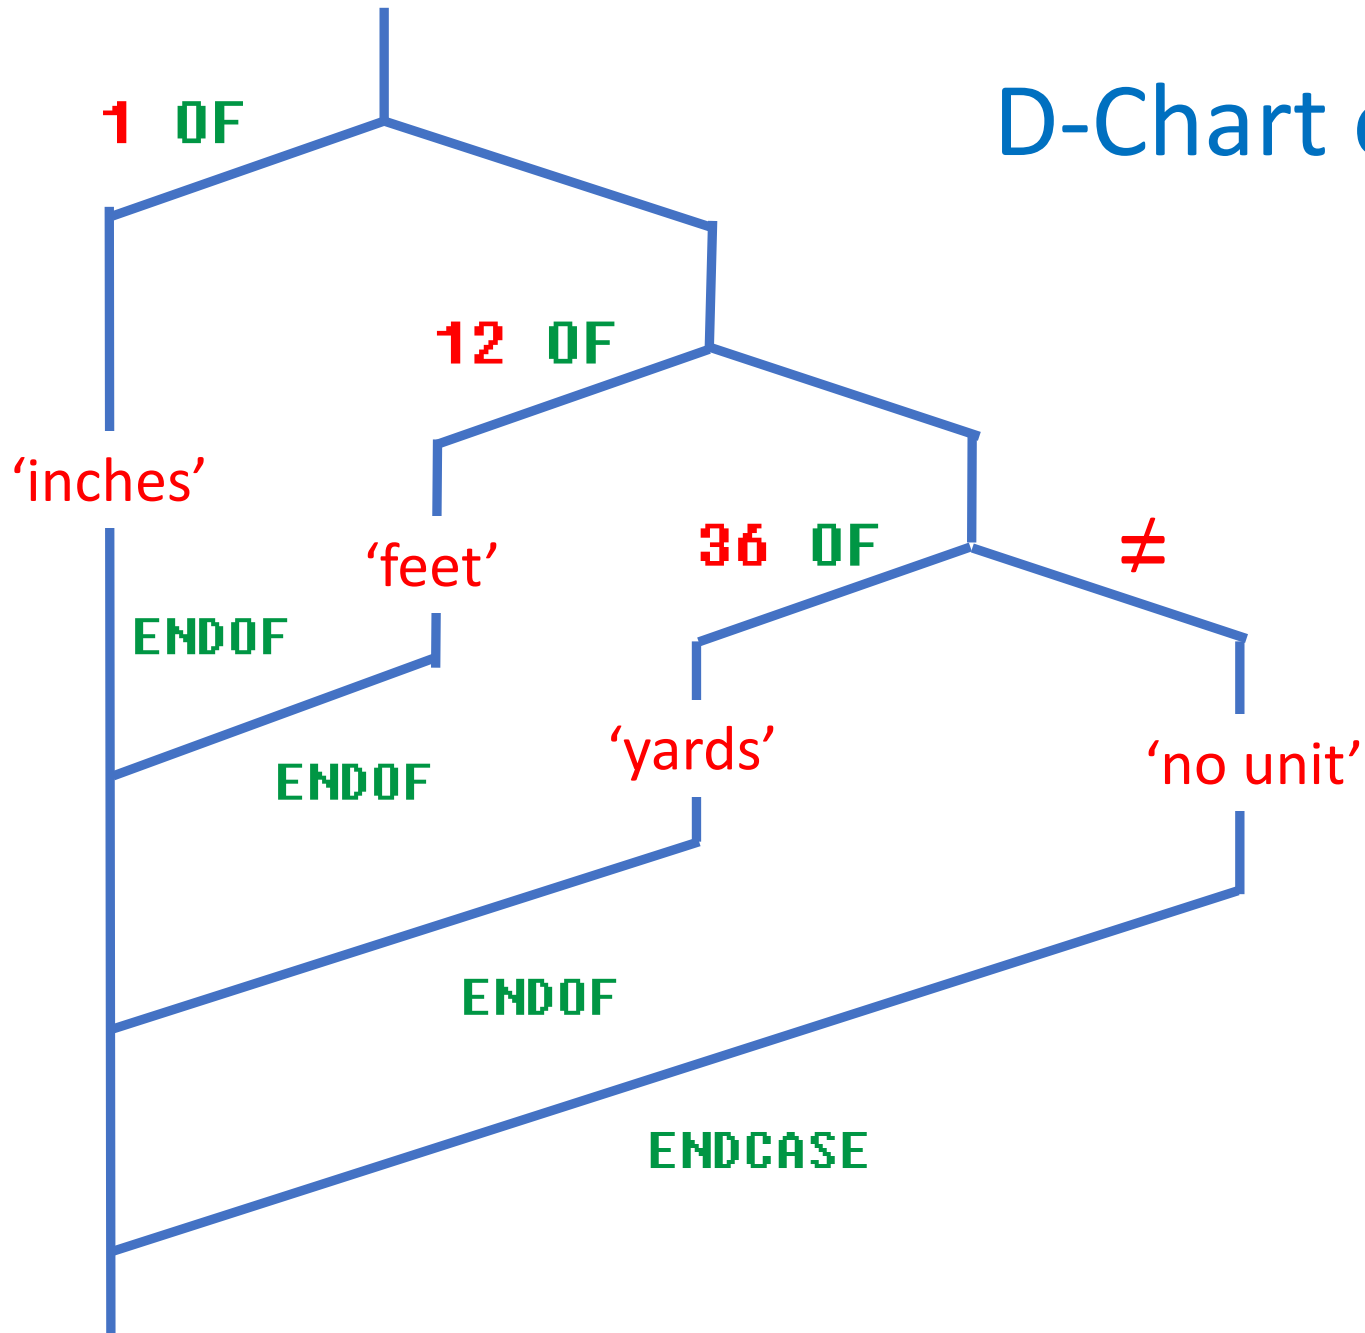 D-Chart
1 OF
12 OF
‘inches’
36 OF
≠
‘feet’
ENDOF
‘yards’
‘no unit’
ENDOF
ENDOF
ENDCASE